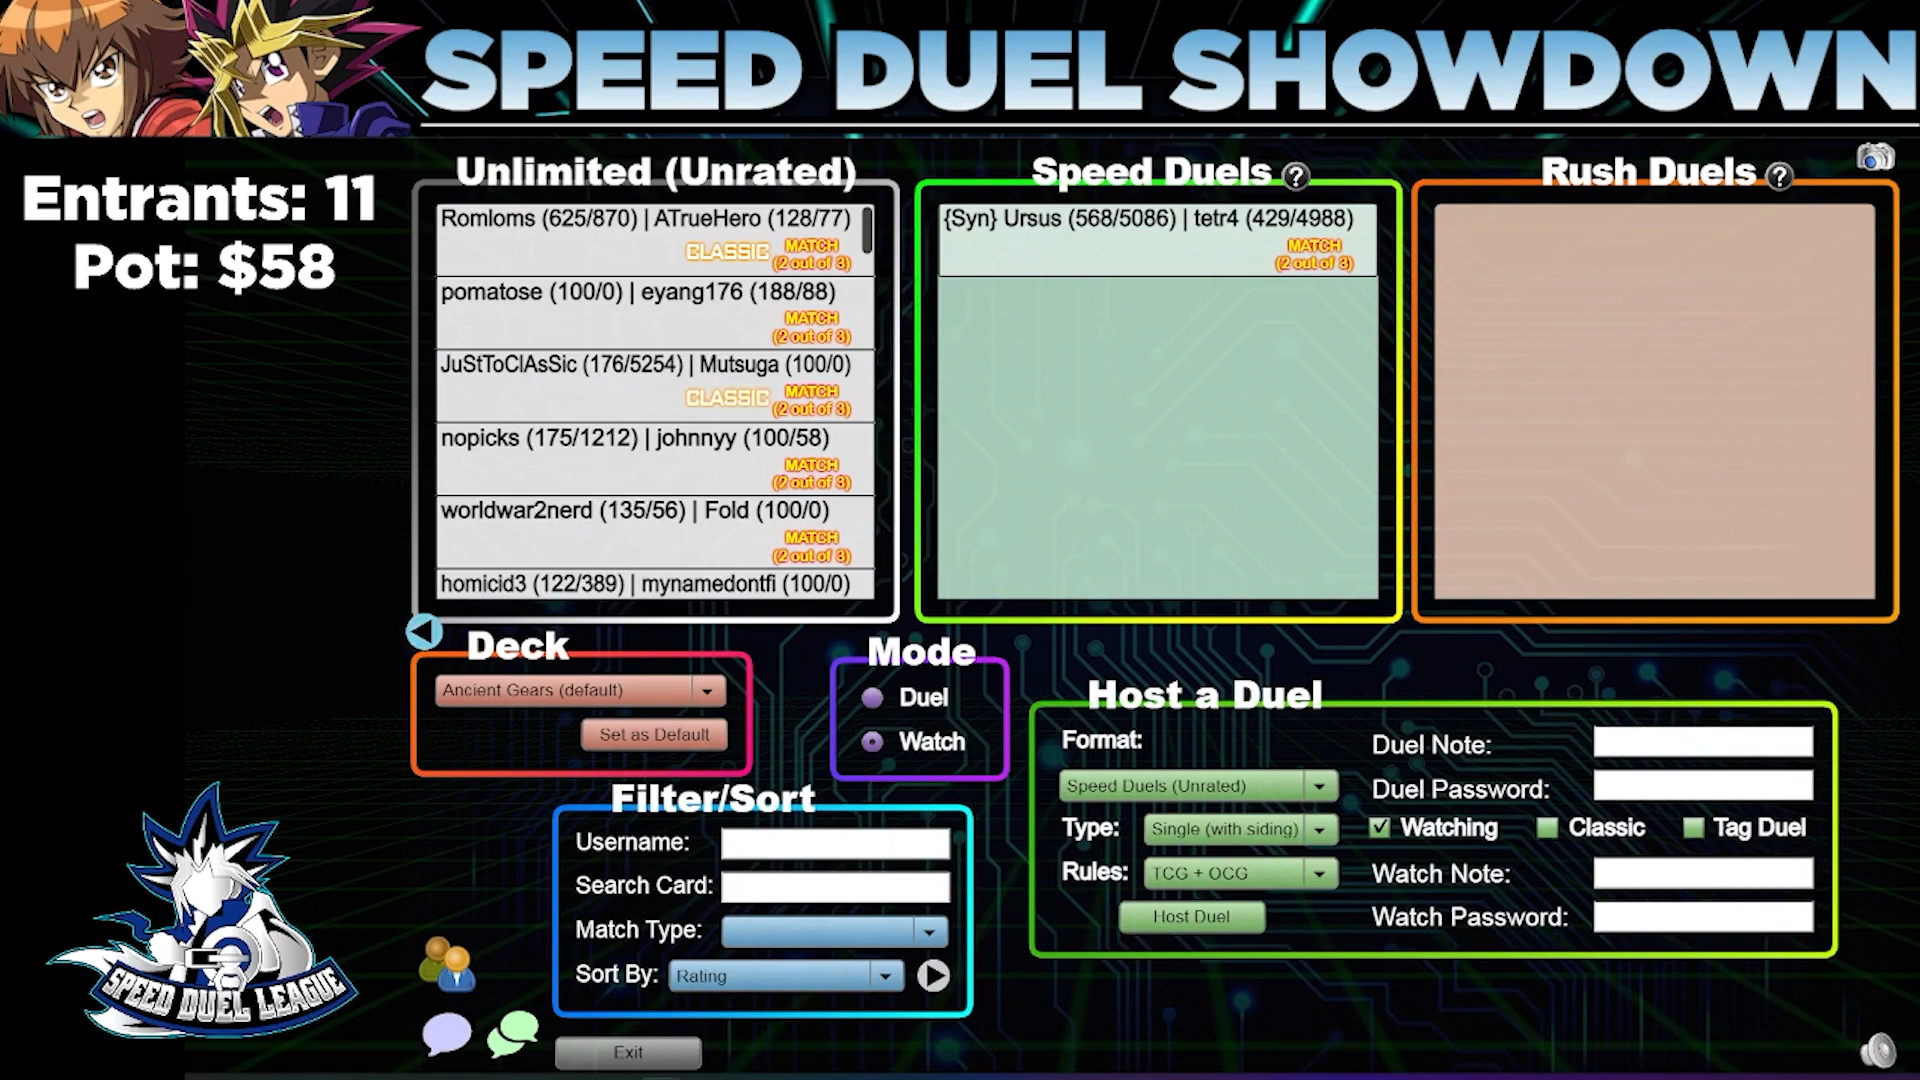 SPEED DUEL SHOWDOWN
Entrants: 11
Pot: $58
Unlimited (Unrated)
Romloms (625/870) | ATrueHero (128/77)
CLASSIC MATCH
(2 out of 3)
pomatose (100/0) | eyang176 (188/88)
MATCH
(2 out of 3)
JuStToClAsSic (176/5254) | Mutsuga (100/0)
CLASSIC MATCH
(2 out of 3)
nopicks (175/1212) | johnnyy (100/58)
MATCH
(2 out of 3)
worldwar2nerd (135/56) | Fold (100/0)
MATCH
(2 out of 3)
homicid3 (122/389) | mynamedontfi (100/0)
Speed Duels ?
{Syn} Ursus (568/5086) | tetr4 (429/4988)
MATCH
(2 out of 3)
Rush Duels ?
Deck
Ancient Gears (default)
Set as Default
Mode
Duel
Watch
Filter/Sort
Username:
Search Card:
Match Type:
Sort By: Rating
Exit
Host a Duel
Format:
Speed Duels (Unrated)
Type: Single (with siding)
Rules: TCG + OCG
Host Duel
Duel Note:
Duel Password:
Watching Classic Tag Duel
Watch Note:
Watch Password:
SPEED DUEL LEAGUE